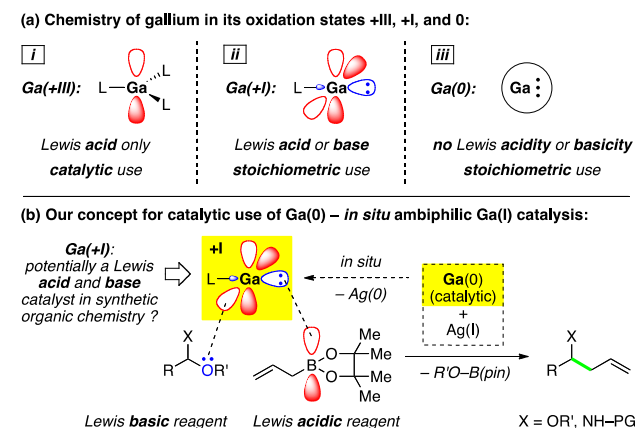 (a) Chemistry of gallium in its oxidation states +III, +I, and 0:
i
ii
iii
Ga(+III):
L
Ga
L
L
Ga(+I):
L
Ga
Ga(0):
Ga
Lewis acid only
catalytic use
Lewis acid or base
stoichiometric use
no Lewis acidity or basicity
stoichiometric use
(b) Our concept for catalytic use of Ga(0) – in situ ambiphilic Ga(I) catalysis:
Ga(+I):
potentially a Lewis
acid and base
catalyst in synthetic
organic chemistry ?
+I
L
Ga
in situ
– Ag(0)
Ga(0)
(catalytic)
+
Ag(I)
X
R
OR'
B
O
O
Me
Me
Me
Me
– R'O–B(pin)
X
R
Lewis basic reagent
Lewis acidic reagent
X = OR', NH–PG